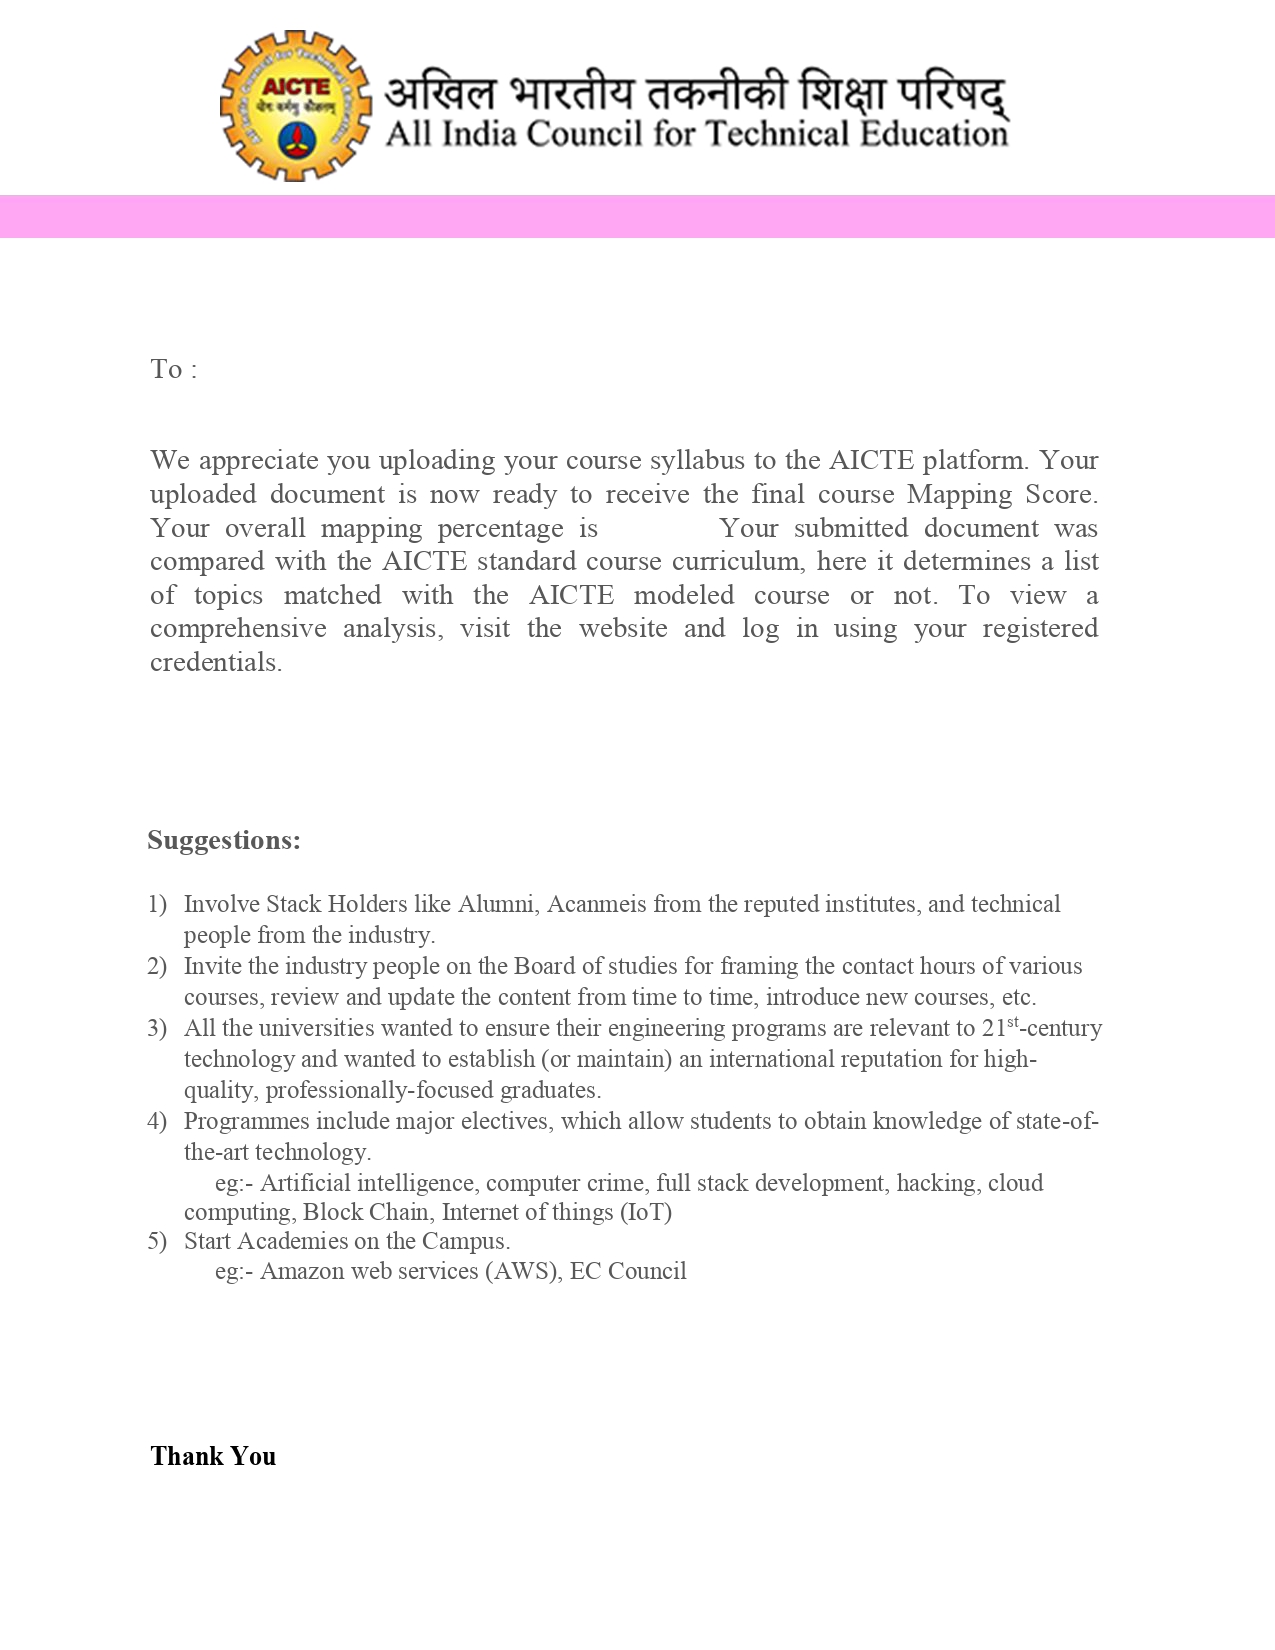 AICTE
योगः कर्मसु कौशलम्
All India Council for Technical Education
अखिल भारतीय तकनीकी शिक्षा परिषद्
All India Council for Technical Education
To :
We appreciate you uploading your course syllabus to the AICTE platform. Your
uploaded document is now ready to receive the final course Mapping Score.
Your overall mapping percentage is Your submitted document was
compared with the AICTE standard course curriculum, here it determines a list
of topics matched with the AICTE modeled course or not. To view a
comprehensive analysis, visit the website and log in using your registered
credentials.
Suggestions:
1) Involve Stack Holders like Alumni, Acanmeis from the reputed institutes, and technical
people from the industry.
2) Invite the industry people on the Board of studies for framing the contact hours of various
courses, review and update the content from time to time, introduce new courses, etc.
3) All the universities wanted to ensure their engineering programs are relevant to 21st-century
technology and wanted to establish (or maintain) an international reputation for high-
quality, professionally-focused graduates.
4) Programmes include major electives, which allow students to obtain knowledge of state-of-
the-art technology.
eg:- Artificial intelligence, computer crime, full stack development, hacking, cloud
computing, Block Chain, Internet of things (IoT)
5) Start Academies on the Campus.
eg:- Amazon web services (AWS), EC Council
Thank You